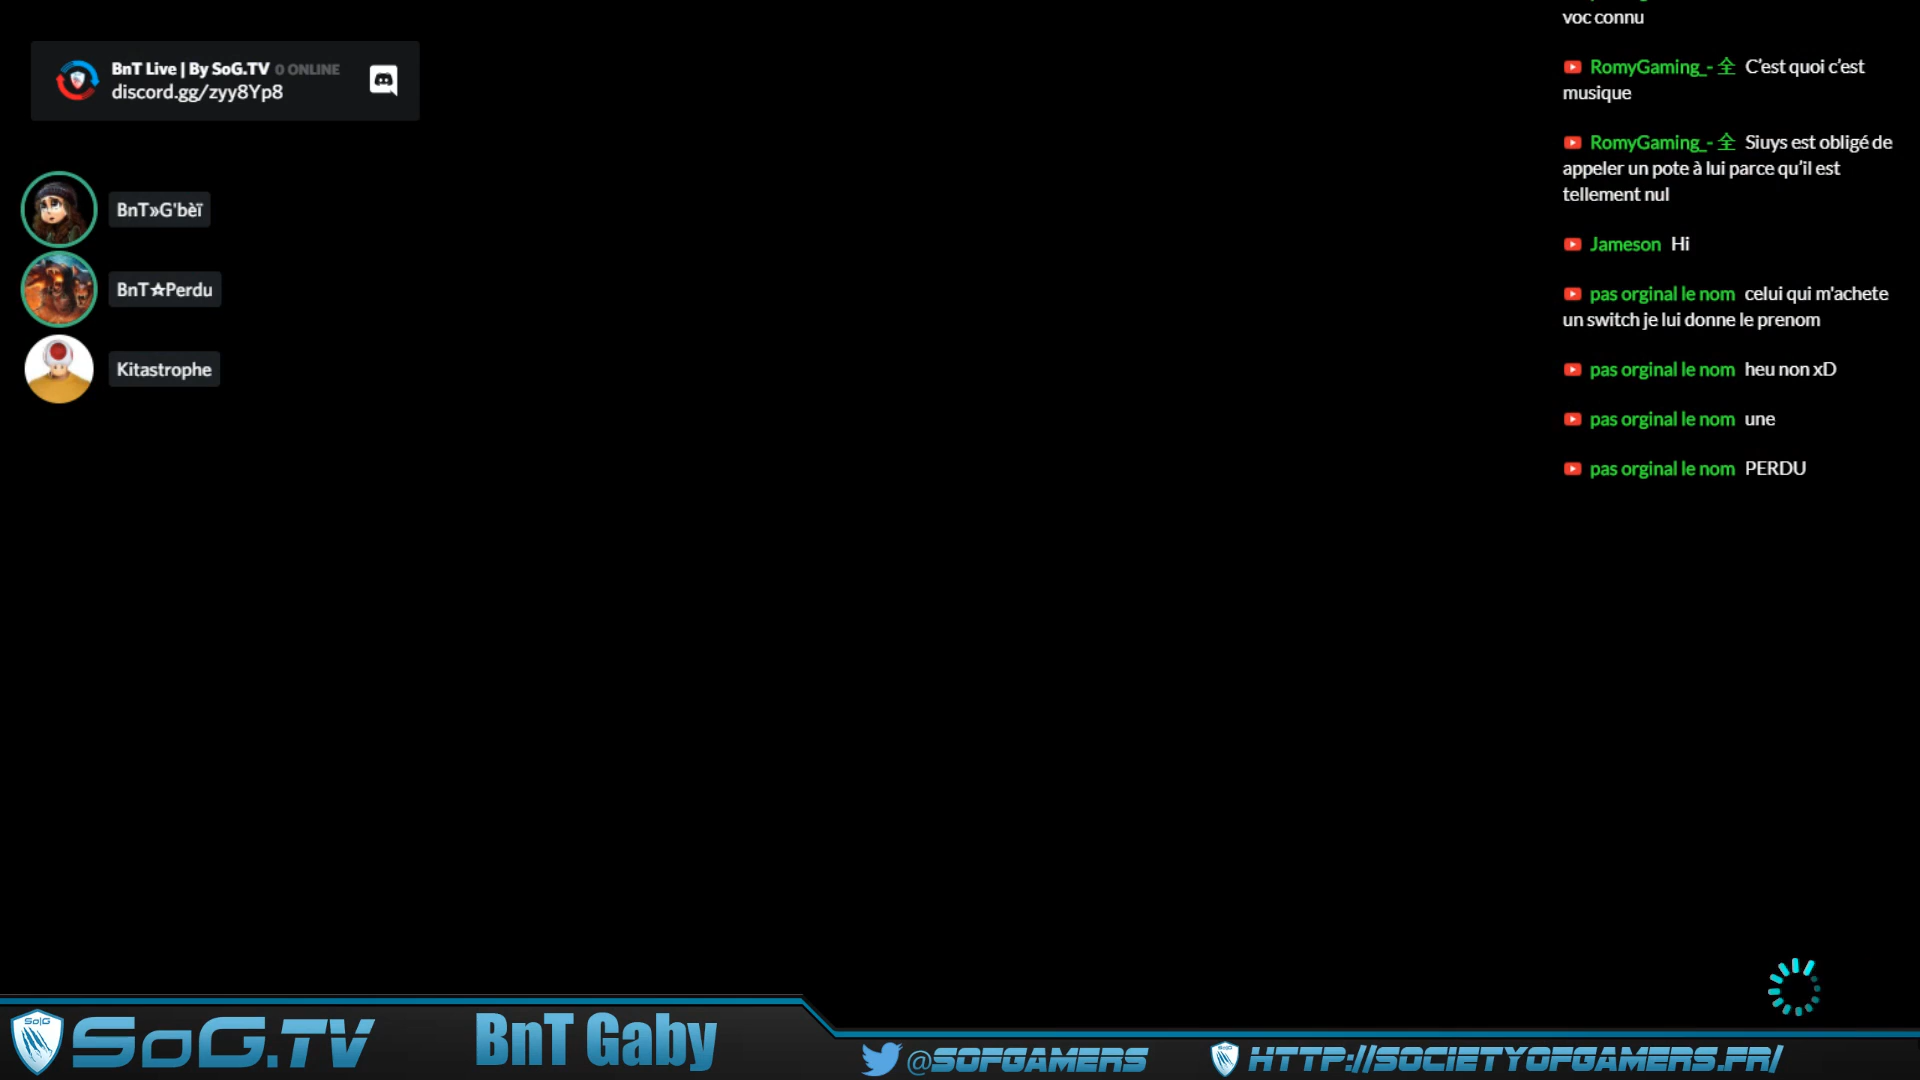 BnT Live | By SoG.TV 0 ONLINE
discord.gg/zyy8Yp8
BnT»G'bèï
BnT☆Perdu
Kitastrophe
voc connu
RomyGaming_- 全 C’est quoi c’est
musique
RomyGaming_- 全 Siuys est obligé de
appeler un pote à lui parce qu’il est
tellement nul
Jameson Hi
pas orginal le nom celui qui m'achete
un switch je lui donne le prenom
pas orginal le nom heu non xD
pas orginal le nom une
pas orginal le nom PERDU
SoG
SoG.TV
BnT Gaby
@SOFGAMERS
HTTP://SOCIETYOFGAMERS.FR/